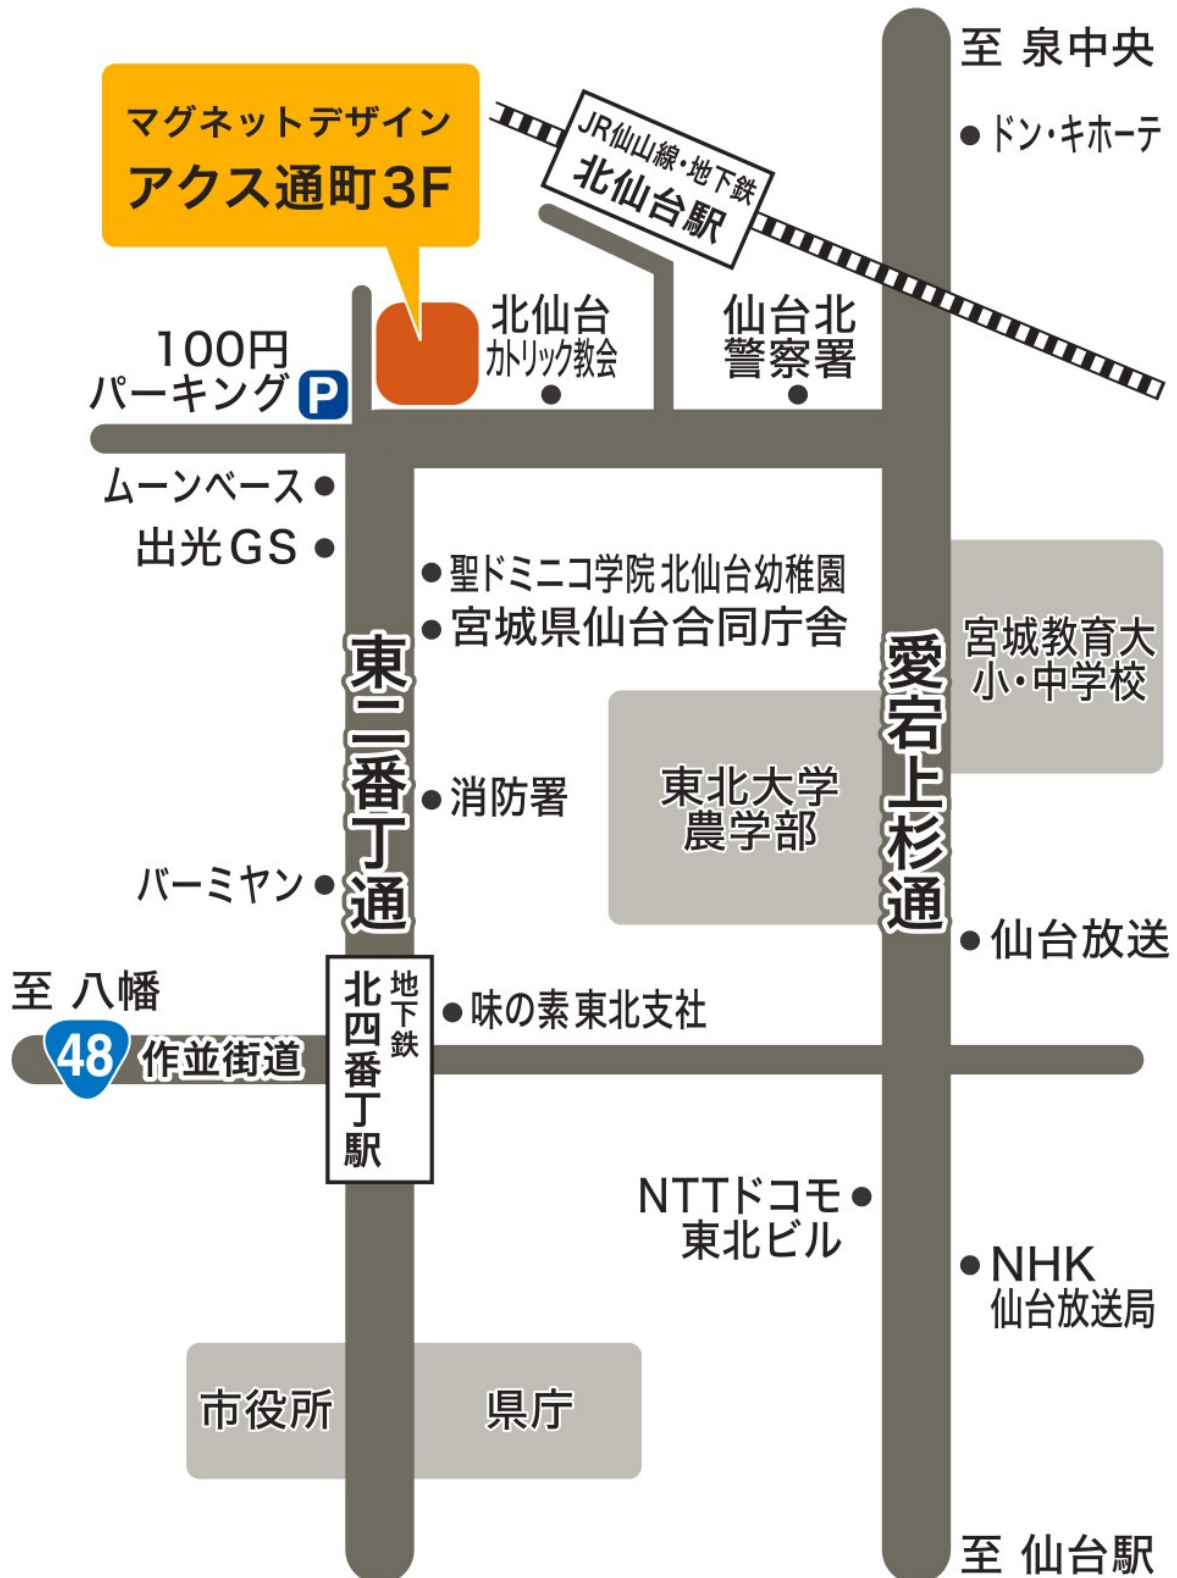 至 泉中央
ドン・キホーテ
マグネットデザイン
アクス通町3F
JR仙山線・地下鉄
北仙台駅
100円
パーキング P
北仙台
カトリック教会
仙台北
警察署
ムーンベース
出光GS
聖ドミニコ学院 北仙台幼稚園
宮城県仙台合同庁舎
東二番丁通
愛宕上杉通
宮城教育大
小・中学校
東北大学
農学部
消防署
バーミヤン
仙台放送
至 八幡
48 作並街道
地下鉄
北四番丁駅
味の素 東北支社
NTTドコモ
東北ビル
NHK
仙台放送局
市役所
県庁
至 仙台駅